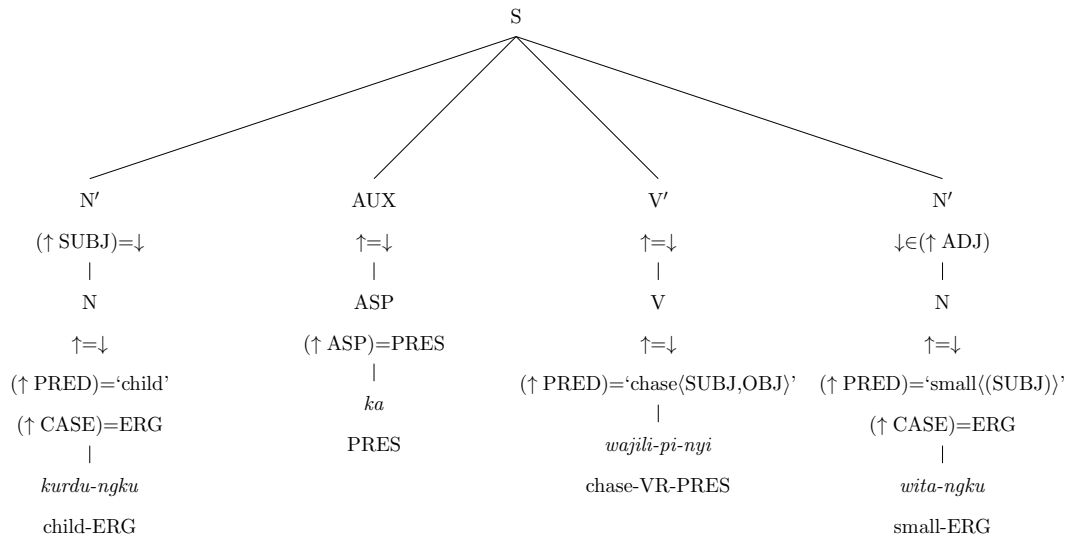 S
N′ AUX V′ N′
(↑ SUBJ)=↓ ↑=↓ ↑=↓ ↓∈(↑ ADJ)
N ASP V N
↑=↓ (↑ ASP)=PRES ↑=↓ ↑=↓
(↑ PRED)=‘child’ (↑ PRED)=‘chase⟨SUBJ,OBJ⟩’ (↑ PRED)=‘small⟨(SUBJ)⟩’
ka
(↑ CASE)=ERG (↑ CASE)=ERG
PRES wajili-pi-nyi
kurdu-ngku chase-VR-PRES wita-ngku
child-ERG small-ERG